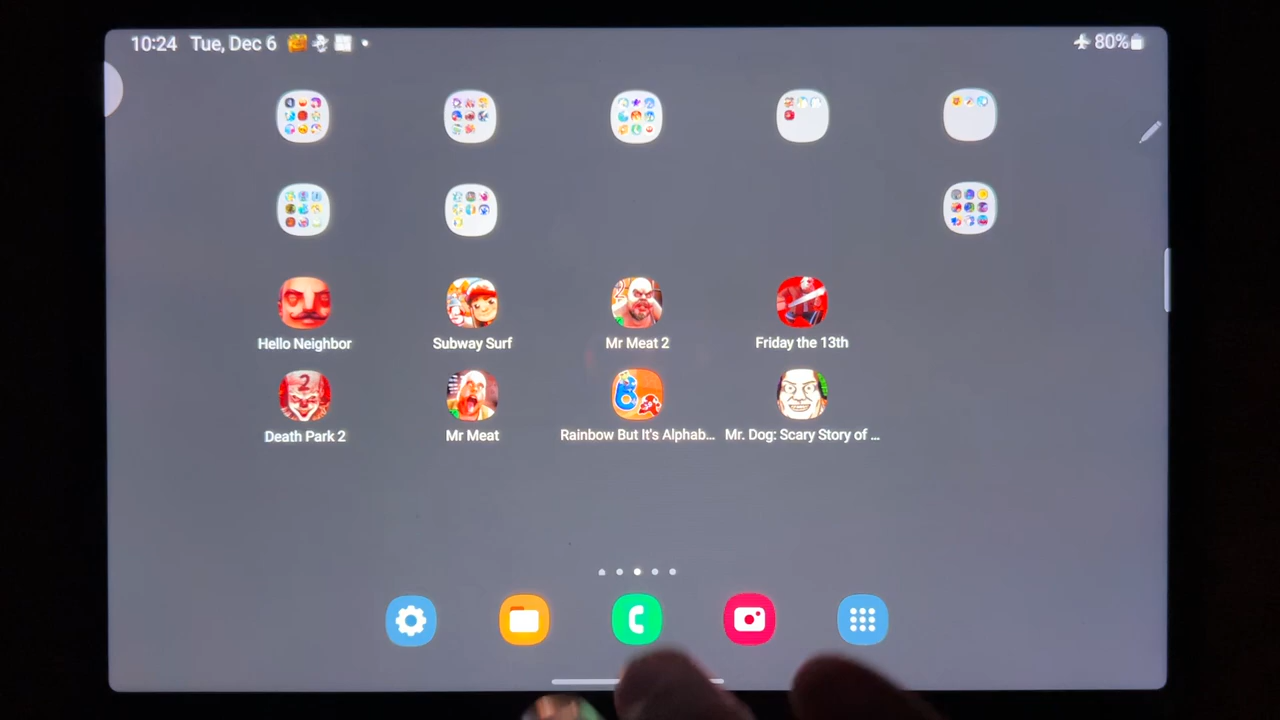 10:24 Tue, Dec 6
80%
Hello Neighbor
Subway Surf
Mr Meat 2
Friday the 13th
2
Death Park 2
Mr Meat
Rainbow But It's Alphab...
Mr. Dog: Scary Story of ...